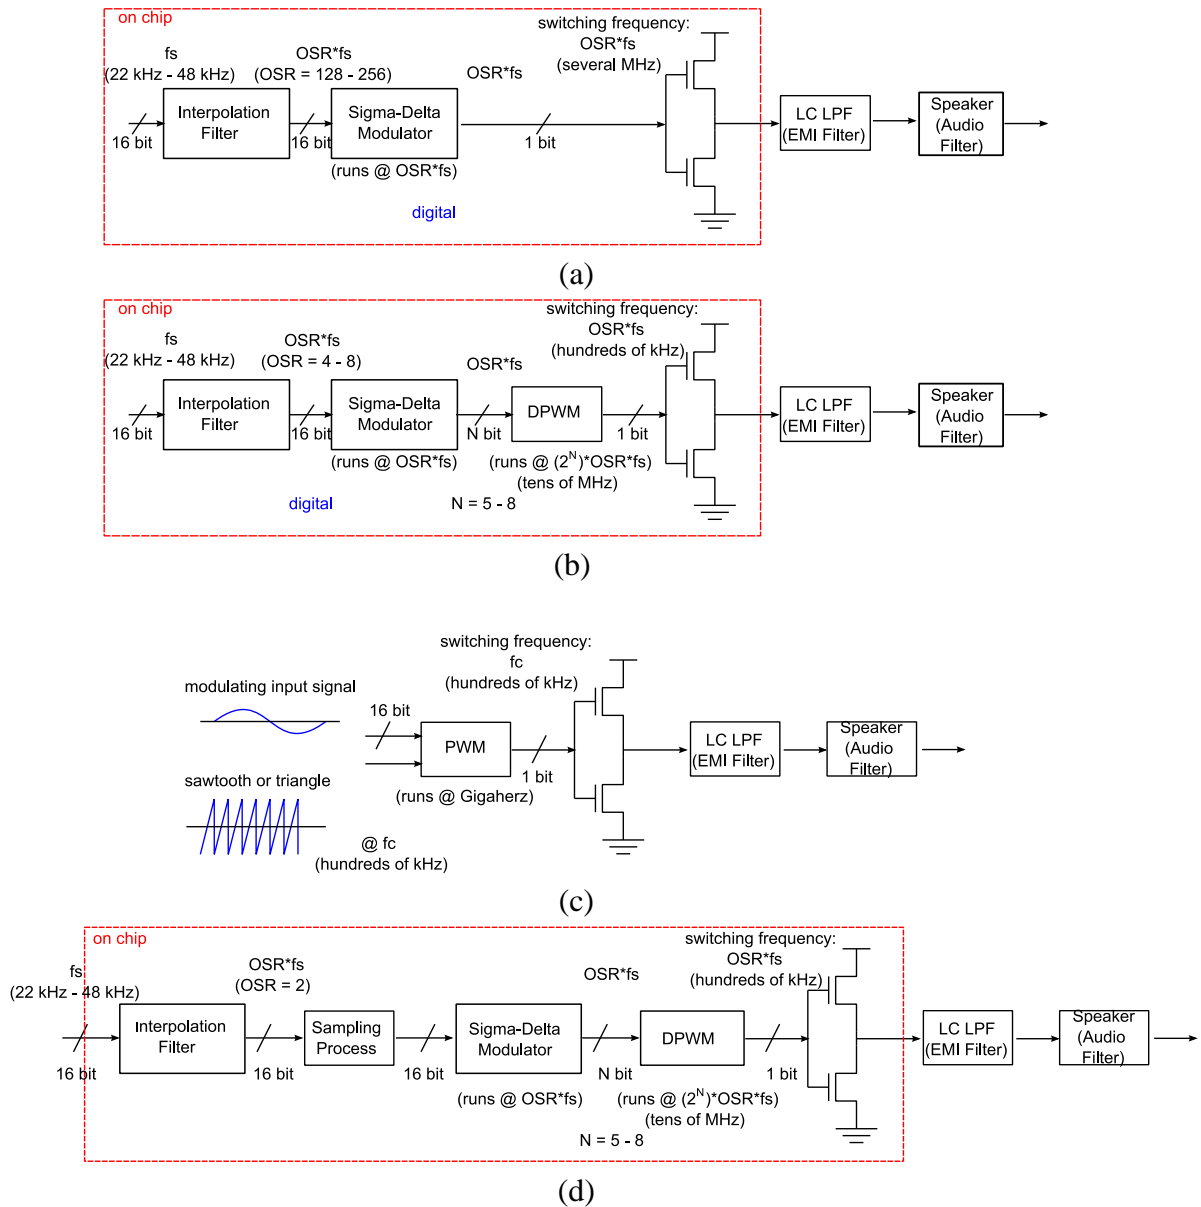 on chip
switching frequency:
OSR*fs
(several MHz)
fs
(22 kHz - 48 kHz)
OSR*fs
(OSR = 128 - 256)
OSR*fs
Interpolation
Filter
Sigma-Delta
Modulator
LC LPF
(EMI Filter)
Speaker
(Audio
Filter)
16 bit
16 bit
1 bit
(runs @ OSR*fs)
digital
(a)
on chip
switching frequency:
OSR*fs
(hundreds of kHz)
fs
(22 kHz - 48 kHz)
OSR*fs
(OSR = 4 - 8)
OSR*fs
Interpolation
Filter
Sigma-Delta
Modulator
DPWM
LC LPF
(EMI Filter)
Speaker
(Audio
Filter)
16 bit
16 bit
N bit
1 bit
(runs @ OSR*fs)
(runs @ (2^N)*OSR*fs)
(tens of MHz)
digital
N = 5 - 8
(b)
switching frequency:
fc
(hundreds of kHz)
modulating input signal
16 bit
PWM
1 bit
LC LPF
(EMI Filter)
Speaker
(Audio
Filter)
sawtooth or triangle
(runs @ Gigaherz)
@ fc
(hundreds of kHz)
(c)
on chip
switching frequency:
OSR*fs
(hundreds of kHz)
fs
(22 kHz - 48 kHz)
OSR*fs
(OSR = 2)
OSR*fs
Interpolation
Filter
Sampling
Process
Sigma-Delta
Modulator
DPWM
LC LPF
(EMI Filter)
Speaker
(Audio
Filter)
16 bit
16 bit
16 bit
N bit
1 bit
(runs @ OSR*fs)
(runs @ (2^N)*OSR*fs)
(tens of MHz)
N = 5 - 8
(d)